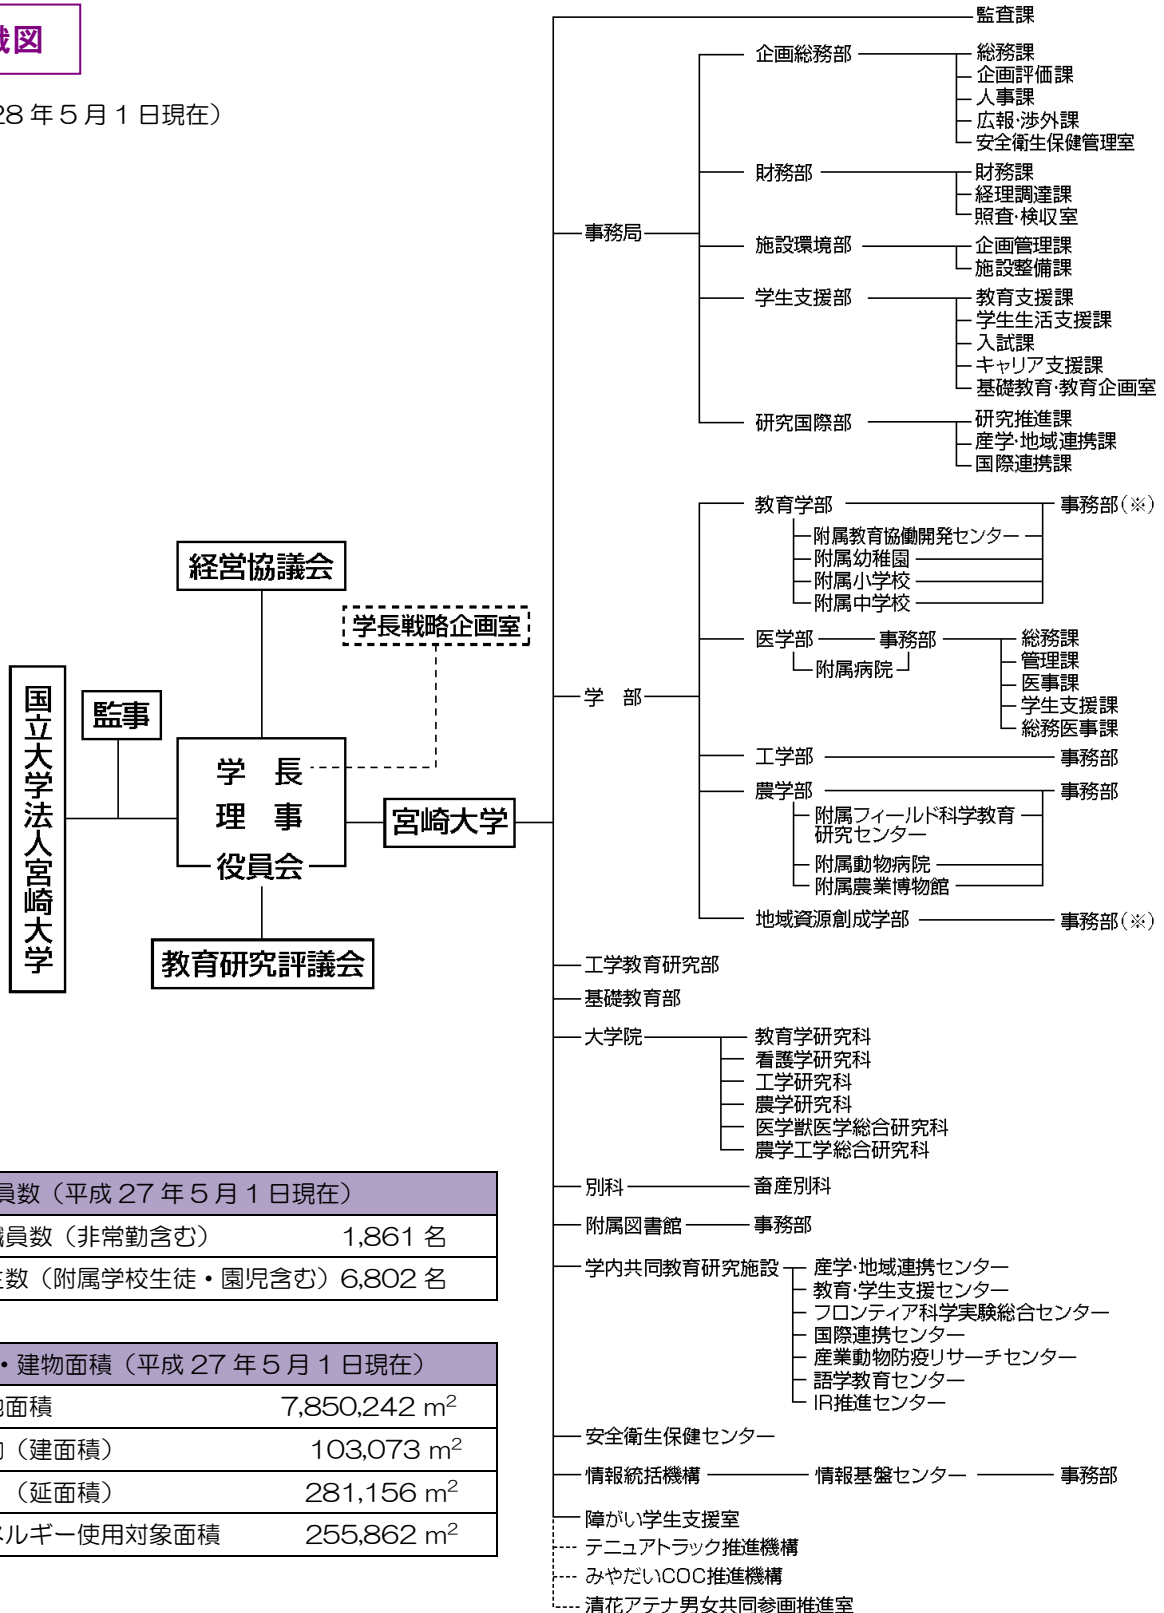 織図
28年5月1日現在）
監査課
企画総務部
総務課
企画評価課
人事課
広報・渉外課
安全衛生保健管理室
財務部
財務課
経理調達課
照査・検収室
事務局
施設環境部
企画管理課
施設整備課
学生支援部
教育支援課
学生生活支援課
入試課
キャリア支援課
基礎教育・教育企画室
研究国際部
研究推進課
産学・地域連携課
国際連携課
教育学部
事務部(※)
附属教育協働開発センター
附属幼稚園
附属小学校
附属中学校
経営協議会
学長戦略企画室
医学部
事務部
附属病院
総務課
管理課
医事課
学生支援課
総務医事課
国立大学法人宮崎大学
監事
学　部
学　長
理　事
役員会
宮崎大学
教育研究評議会
工学部
事務部
農学部
事務部
附属フィールド科学教育
研究センター
附属動物病院
附属農業博物館
地域資源創成学部
事務部(※)
工学教育研究部
基礎教育部
大学院
教育学研究科
看護学研究科
工学研究科
農学研究科
医学獣医学総合研究科
農学工学総合研究科
別科
畜産別科
附属図書館
事務部
学内共同教育研究施設
産学・地域連携センター
教育・学生支援センター
フロンティア科学実験総合センター
国際連携センター
産業動物防疫リサーチセンター
語学教育センター
IR推進センター
安全衛生保健センター
情報統括機構
情報基盤センター
事務部
障がい学生支援室
テニュアトラック推進機構
みやだいCOC推進機構
清花アテナ男女共同参画推進室
員数（平成27年5月1日現在）
職員数（非常勤含む） 1,861名
生数（附属学校生徒・園児含む）6,802名
・建物面積（平成27年5月1日現在）
地面積 7,850,242 m²
（建面積） 103,073 m²
（延面積） 281,156 m²
ネルギー使用対象面積 255,862 m²